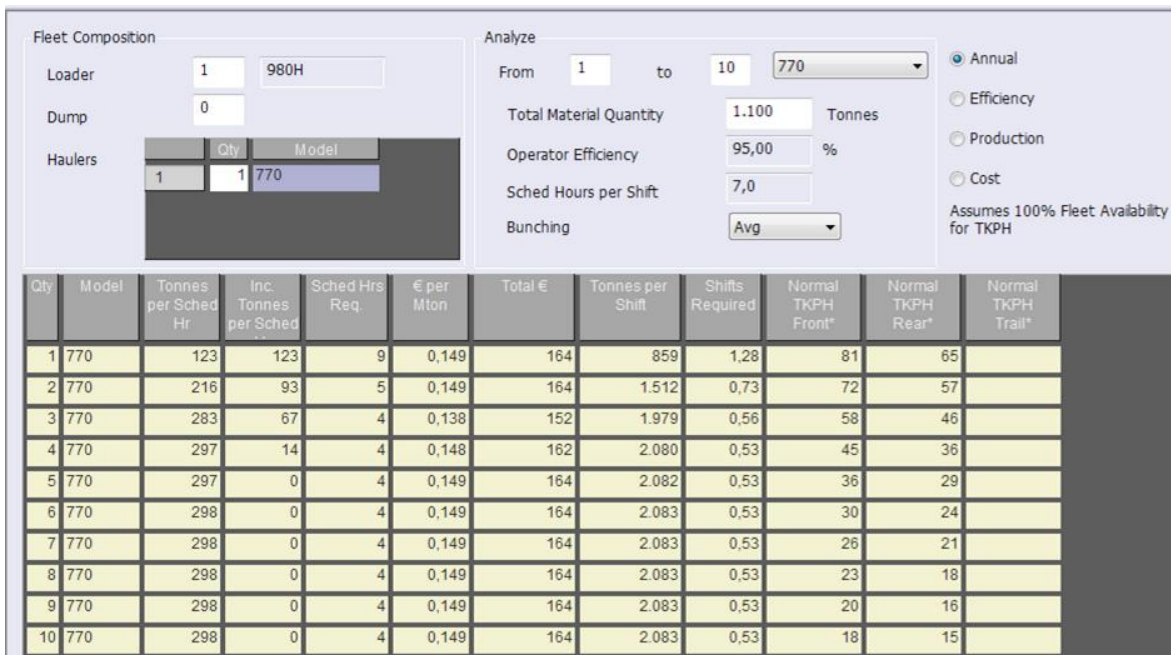 Fleet Composition
Loader 1 980H
Dump 0
Haulers
Qty Model
1 1 770
Analyze
From 1 to 10 770
Total Material Quantity 1.100 Tonnes
Operator Efficiency 95,00 %
Sched Hours per Shift 7,0
Bunching Avg
Annual
Efficiency
Production
Cost
Assumes 100% Fleet Availability
for TKPH
Qty Model Tonnes per Sched Hr Inc. Tonnes per Sched Sched Hrs Req. € per Mton Total € Tonnes per Shift Shifts Required Normal TKPH Front* Normal TKPH Rear* Normal TKPH Trail*
1 770 123 123 9 0,149 164 859 1,28 81 65
2 770 216 93 5 0,149 164 1.512 0,73 72 57
3 770 283 67 4 0,138 152 1.979 0,56 58 46
4 770 297 14 4 0,148 162 2.080 0,53 45 36
5 770 297 0 4 0,149 164 2.082 0,53 36 29
6 770 298 0 4 0,149 164 2.083 0,53 30 24
7 770 298 0 4 0,149 164 2.083 0,53 26 21
8 770 298 0 4 0,149 164 2.083 0,53 23 18
9 770 298 0 4 0,149 164 2.083 0,53 20 16
10 770 298 0 4 0,149 164 2.083 0,53 18 15